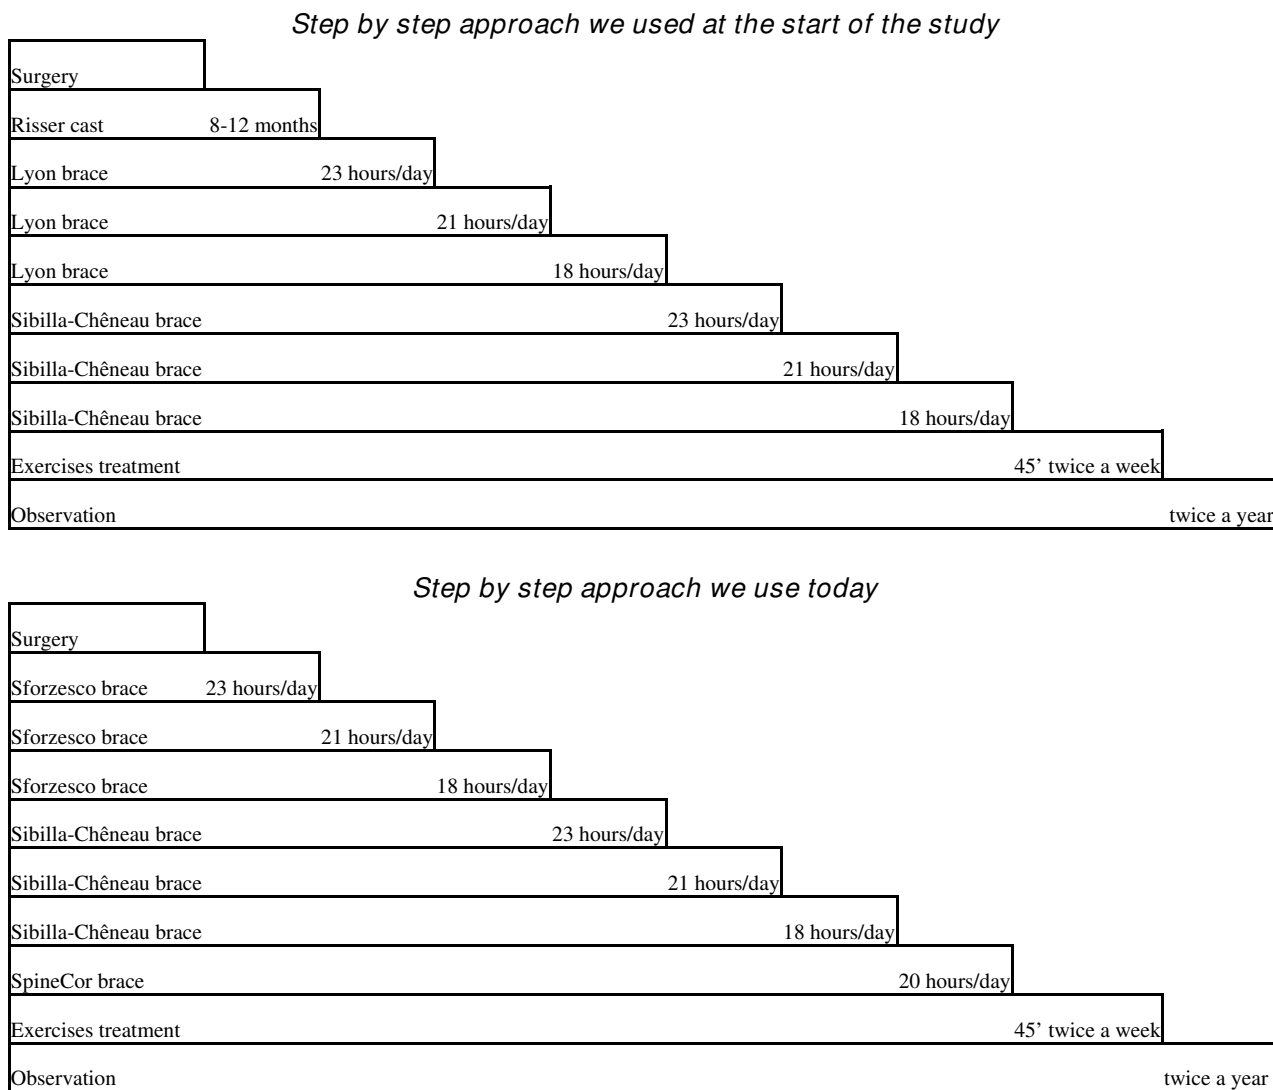 Step by step approach we used at the start of the study
Surgery
Risser cast 8-12 months
Lyon brace 23 hours/day
Lyon brace 21 hours/day
Lyon brace 18 hours/day
Sibilla-Chêneau brace 23 hours/day
Sibilla-Chêneau brace 21 hours/day
Sibilla-Chêneau brace 18 hours/day
Exercises treatment 45’ twice a week
Observation twice a year
Step by step approach we use today
Surgery
Sforzesco brace 23 hours/day
Sforzesco brace 21 hours/day
Sforzesco brace 18 hours/day
Sibilla-Chêneau brace 23 hours/day
Sibilla-Chêneau brace 21 hours/day
Sibilla-Chêneau brace 18 hours/day
SpineCor brace 20 hours/day
Exercises treatment 45’ twice a week
Observation twice a year